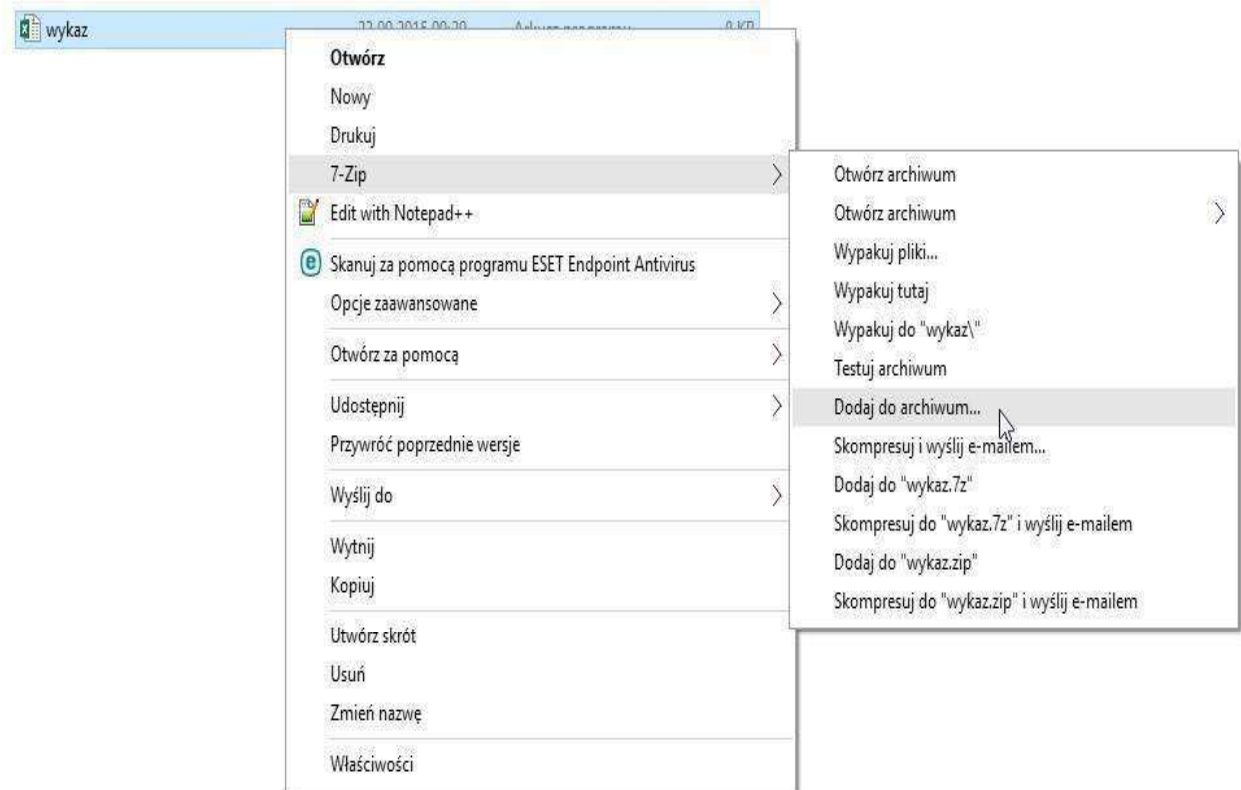 wykaz
Otwórz
Nowy
Drukuj
7-Zip
Edit with Notepad++
Skanuj za pomocą programu ESET Endpoint Antivirus
Opcje zaawansowane
Otwórz za pomocą
Udostępnij
Przywróć poprzednie wersje
Wyślij do
Wytnij
Kopiuj
Utwórz skrót
Usuń
Zmień nazwę
Właściwości
Otwórz archiwum
Otwórz archiwum
Wypakuj pliki...
Wypakuj tutaj
Wypakuj do "wykaz\"
Testuj archiwum
Dodaj do archiwum...
Skompresuj i wyślij e-mailem...
Dodaj do "wykaz.7z"
Skompresuj do "wykaz.7z" i wyślij e-mailem
Dodaj do "wykaz.zip"
Skompresuj do "wykaz.zip" i wyślij e-mailem